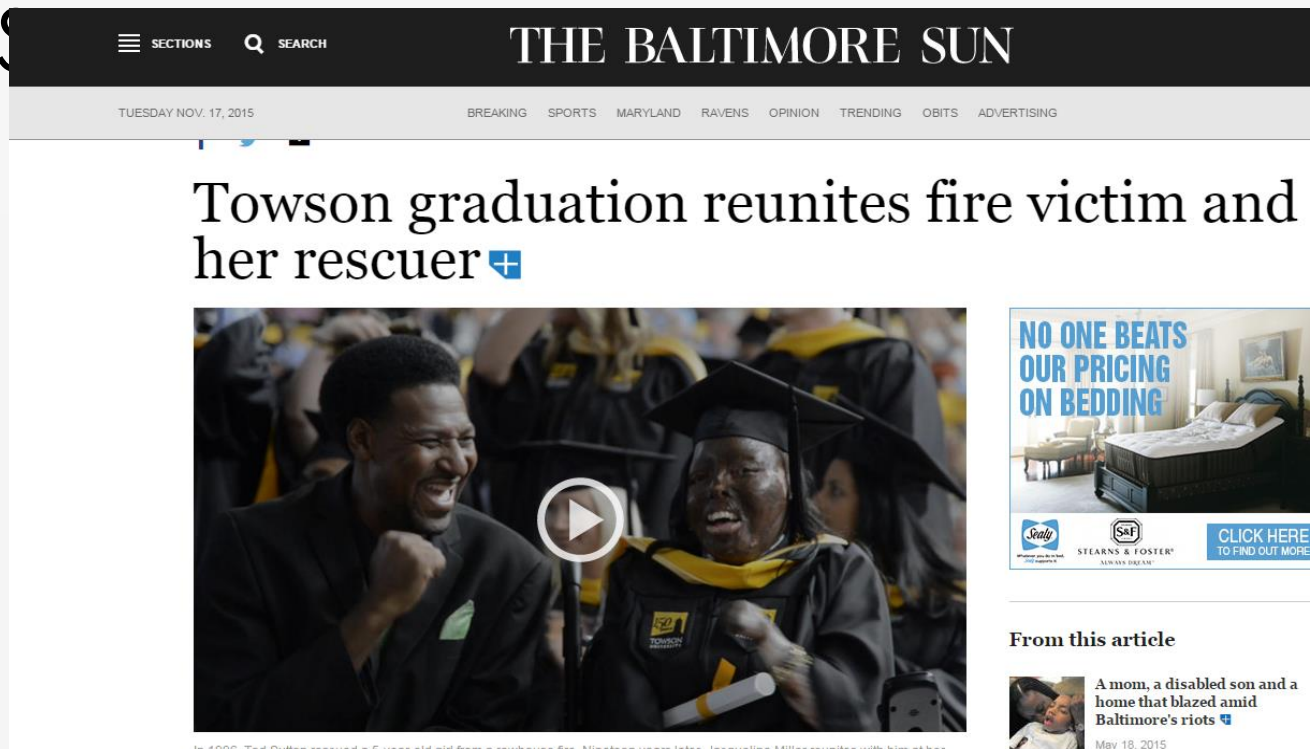 SECTIONS SEARCH THE BALTIMORE SUN
TUESDAY NOV. 17, 2015 BREAKING SPORTS MARYLAND RAVENS OPINION TRENDING OBITS ADVERTISING
Towson graduation reunites fire victim and
her rescuer
TOWSON
UNIVERSITY
NO ONE BEATS
OUR PRICING
ON BEDDING
Sealy
S&F
STEARNS & FOSTER®
ALWAYS DREAM
CLICK HERE
TO FIND OUT MORE
From this article
A mom, a disabled son and a
home that blazed amid
Baltimore's riots
May 18, 2015